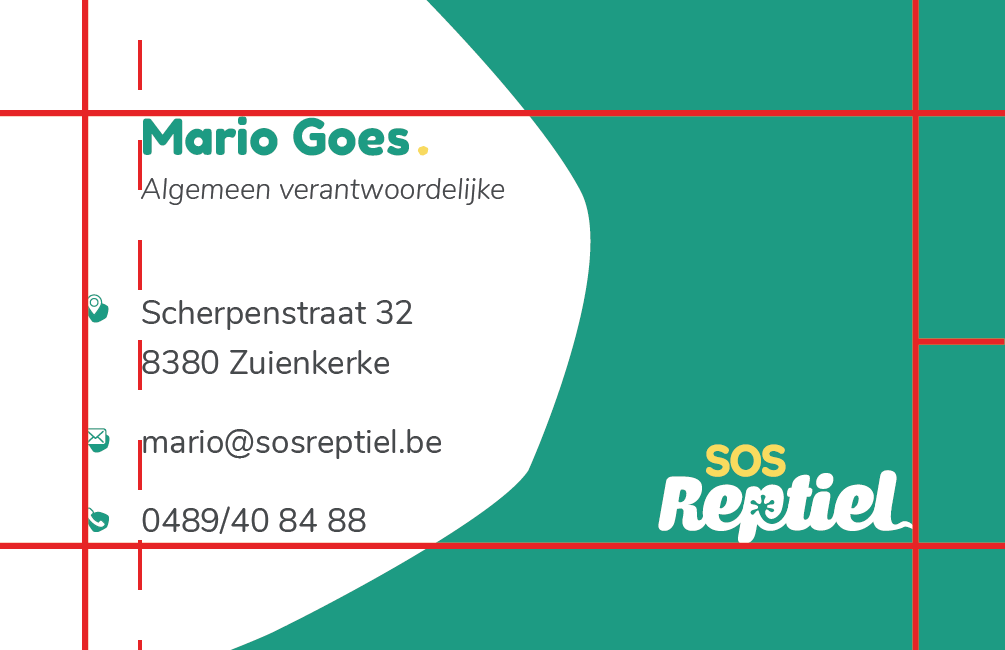 Mario Goes.
Algemeen verantwoordelijke
Scherpenstraat 32
8380 Zuienkerke
mario@sosreptiel.be
0489/40 84 88
SOS
Reptiel